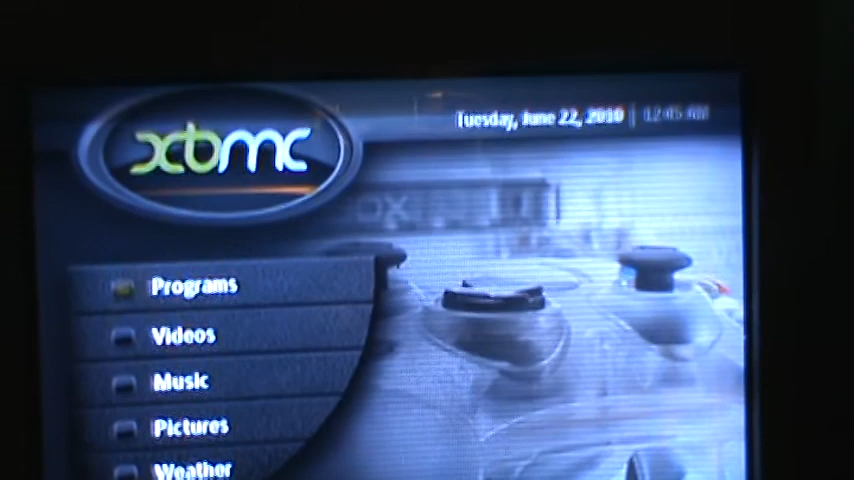 xbmc
Tuesday, June 22, 2010 | 12:45 AM
Programs
Videos
Music
Pictures
Weather